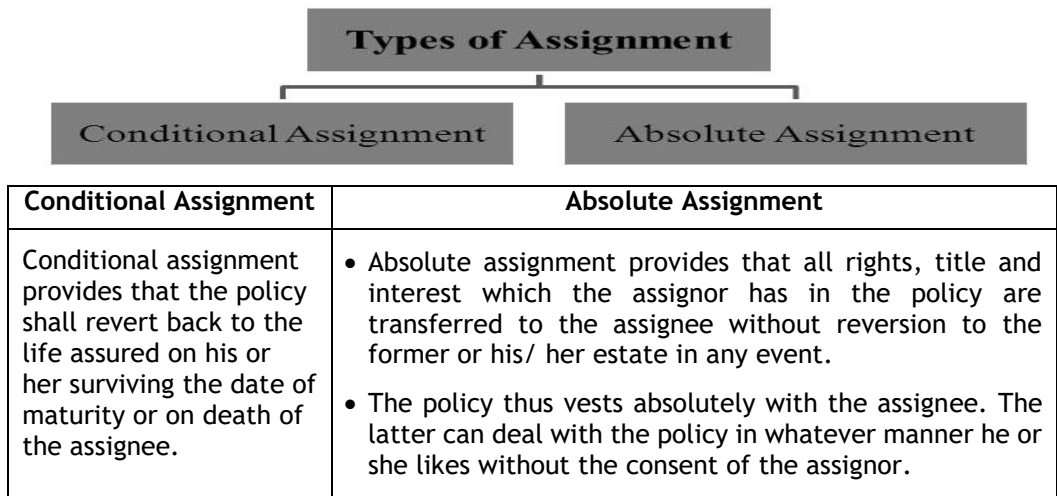 Types of Assignment
Conditional Assignment
Absolute Assignment
Conditional Assignment
Absolute Assignment
Conditional assignment
provides that the policy
shall revert back to the
life assured on his or
her surviving the date of
maturity or on death of
the assignee.
• Absolute assignment provides that all rights, title and
interest which the assignor has in the policy are
transferred to the assignee without reversion to the
former or his/ her estate in any event.
• The policy thus vests absolutely with the assignee. The
latter can deal with the policy in whatever manner he or
she likes without the consent of the assignor.